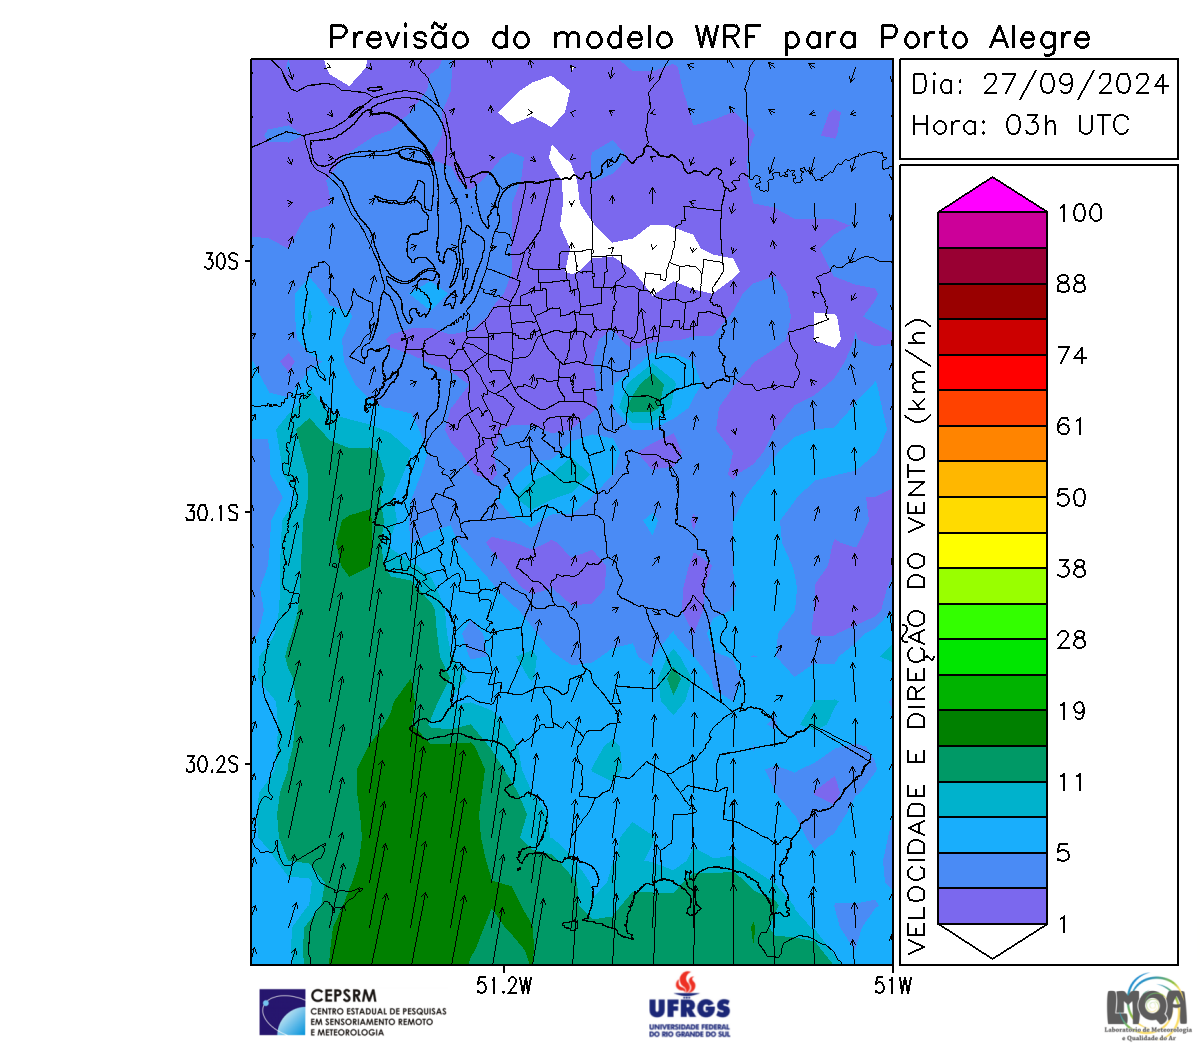 Previsão do modelo WRF para Porto Alegre
Dia: 27/09/2024
Hora: 03h UTC
30S
30.1S
30.2S
51.2W
51W
VELOCIDADE E DIREÇÃO DO VENTO (km/h)
100
88
74
61
50
38
28
19
11
5
1
CEPSRM
CENTRO ESTADUAL DE PESQUISAS
EM SENSORIAMENTO REMOTO
E METEOROLOGIA
UFRGS
UNIVERSIDADE FEDERAL
DO RIO GRANDE DO SUL
LMQA
Laboratório de Meteorologia
e Qualidade do Ar